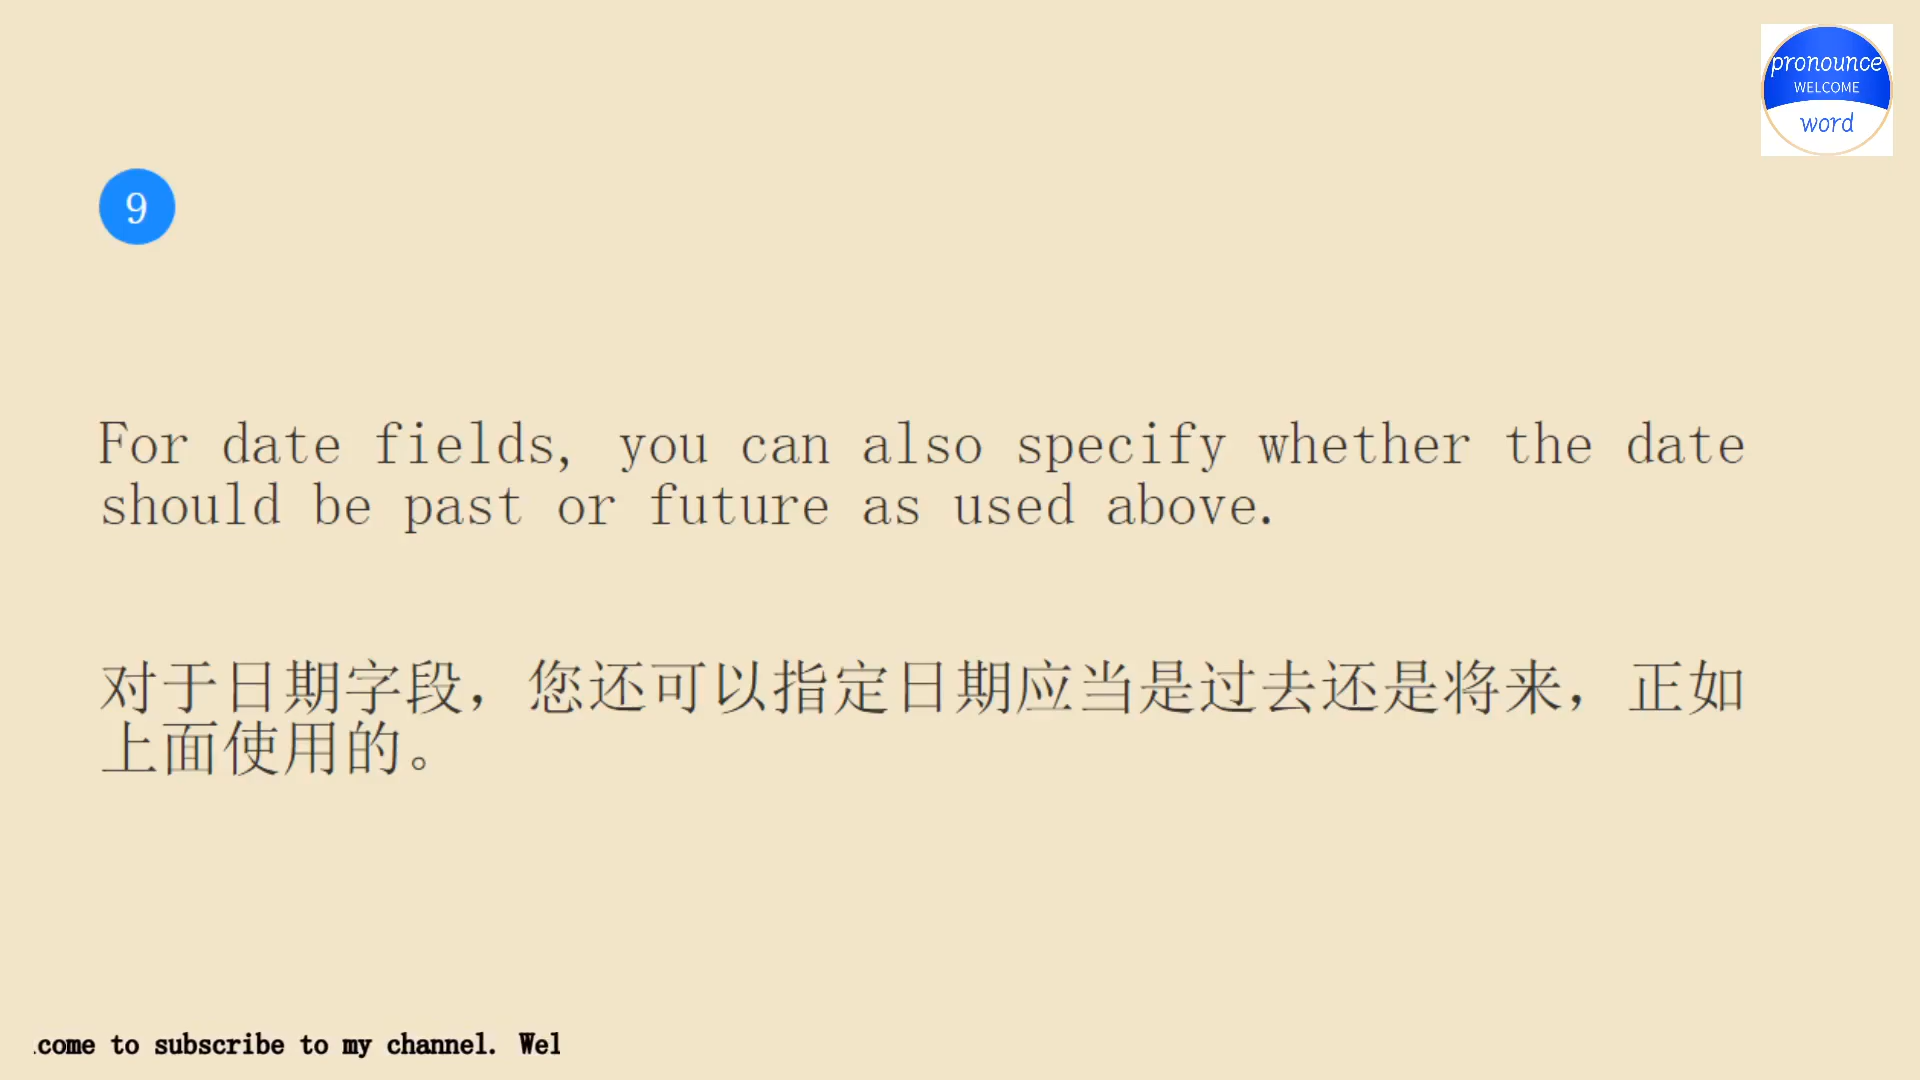 pronounce
WELCOME
word
9
For date fields, you can also specify whether the date
should be past or future as used above.
对于日期字段，您还可以指定日期应当是过去还是将来，正如
上面使用的。
come to subscribe to my channel. Wel